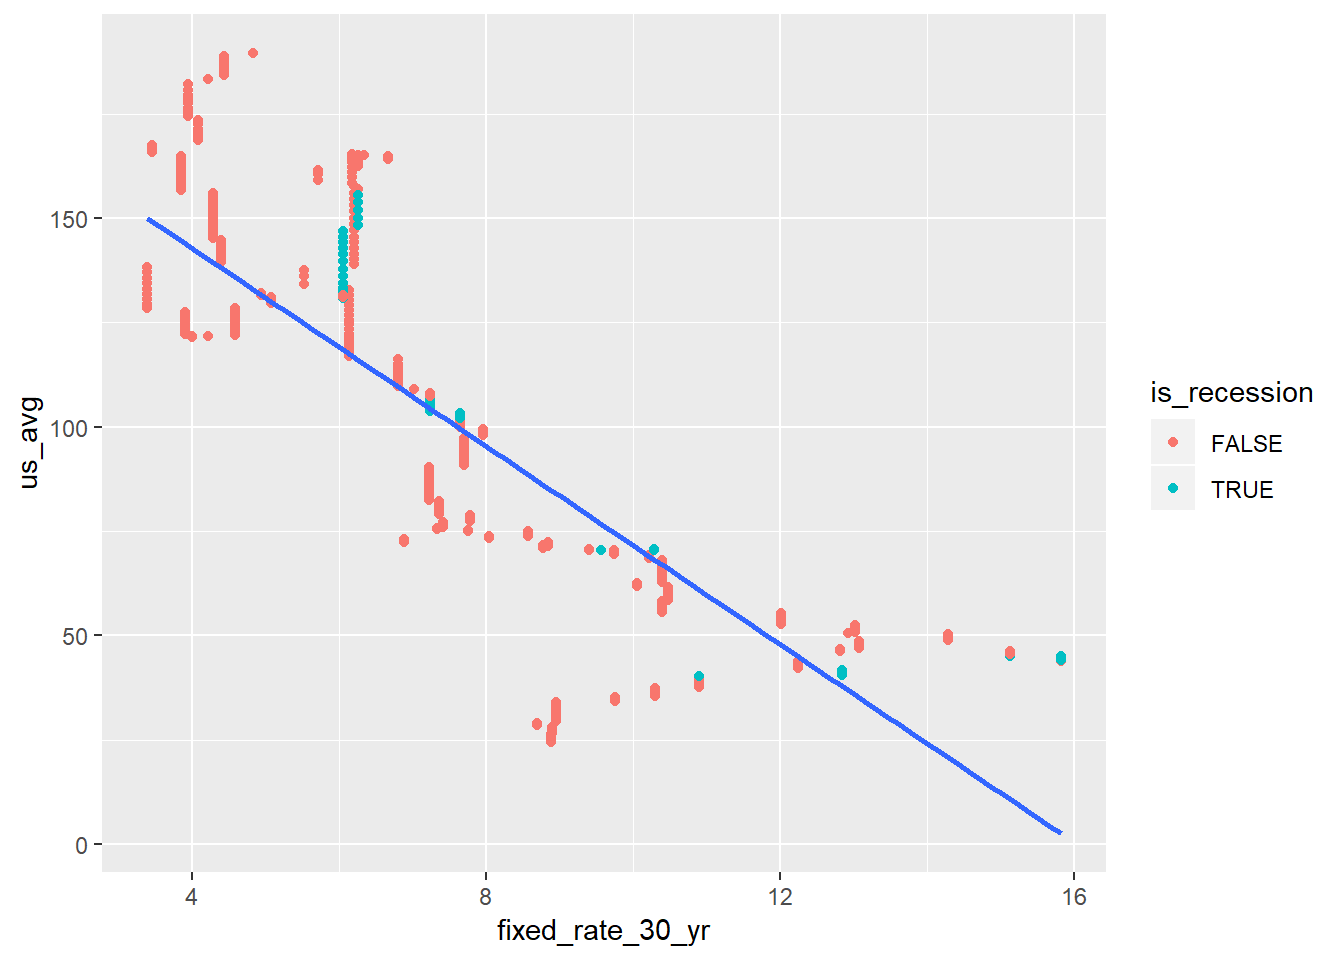 150
100
50
0
us_avg
4
8
12
16
fixed_rate_30_yr
is_recession
FALSE
TRUE